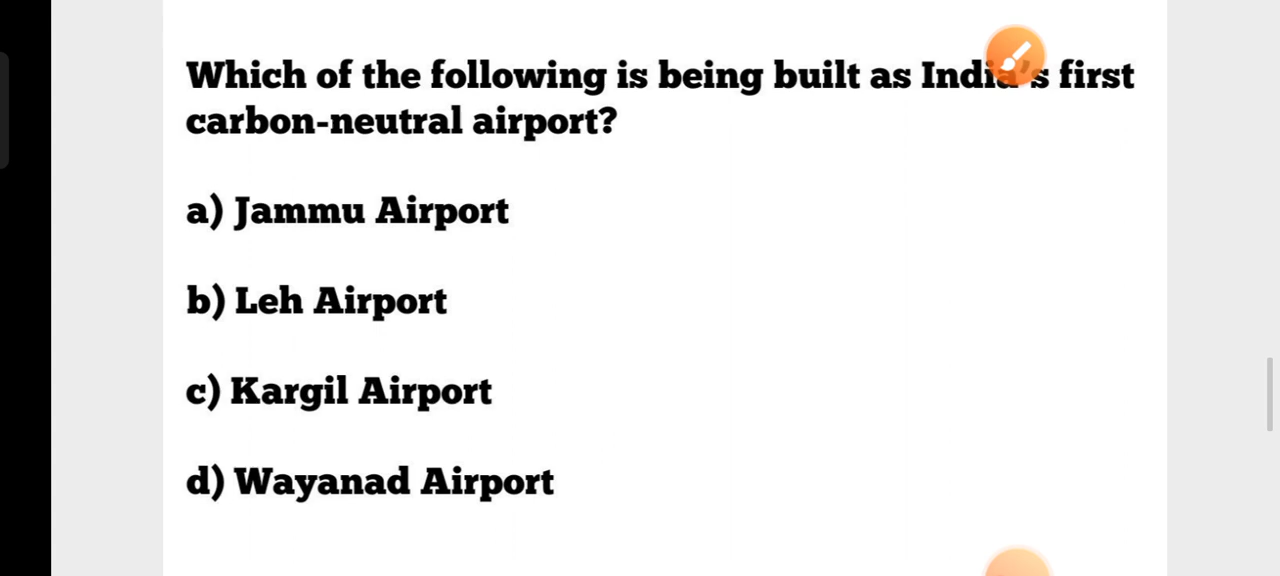 Which of the following is being built as India's first
carbon-neutral airport?
a) Jammu Airport
b) Leh Airport
c) Kargil Airport
d) Wayanad Airport